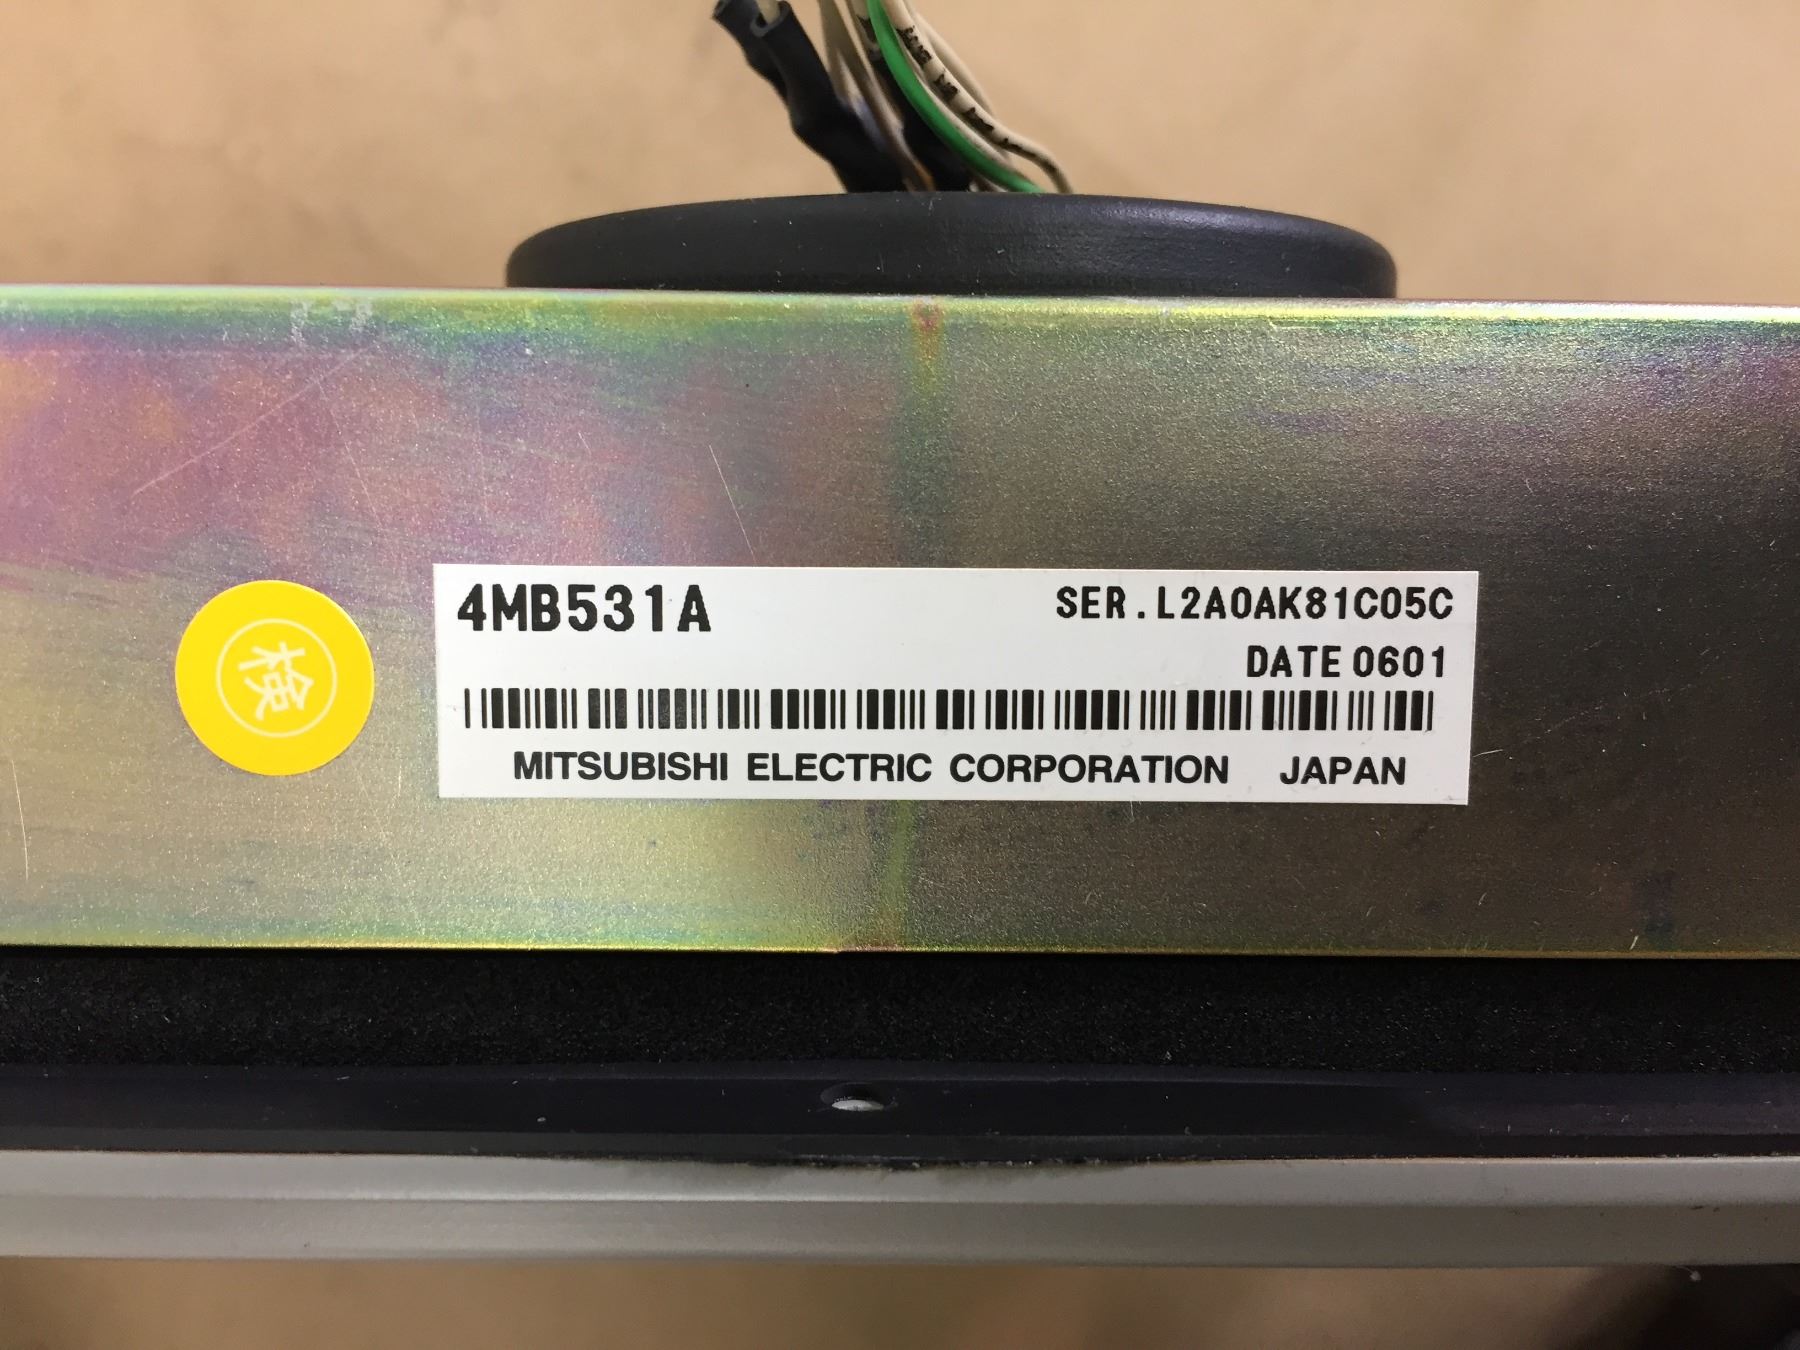 4MB531A
SER.L2A0AK81C05C
DATE 0601
検
MITSUBISHI ELECTRIC CORPORATION JAPAN